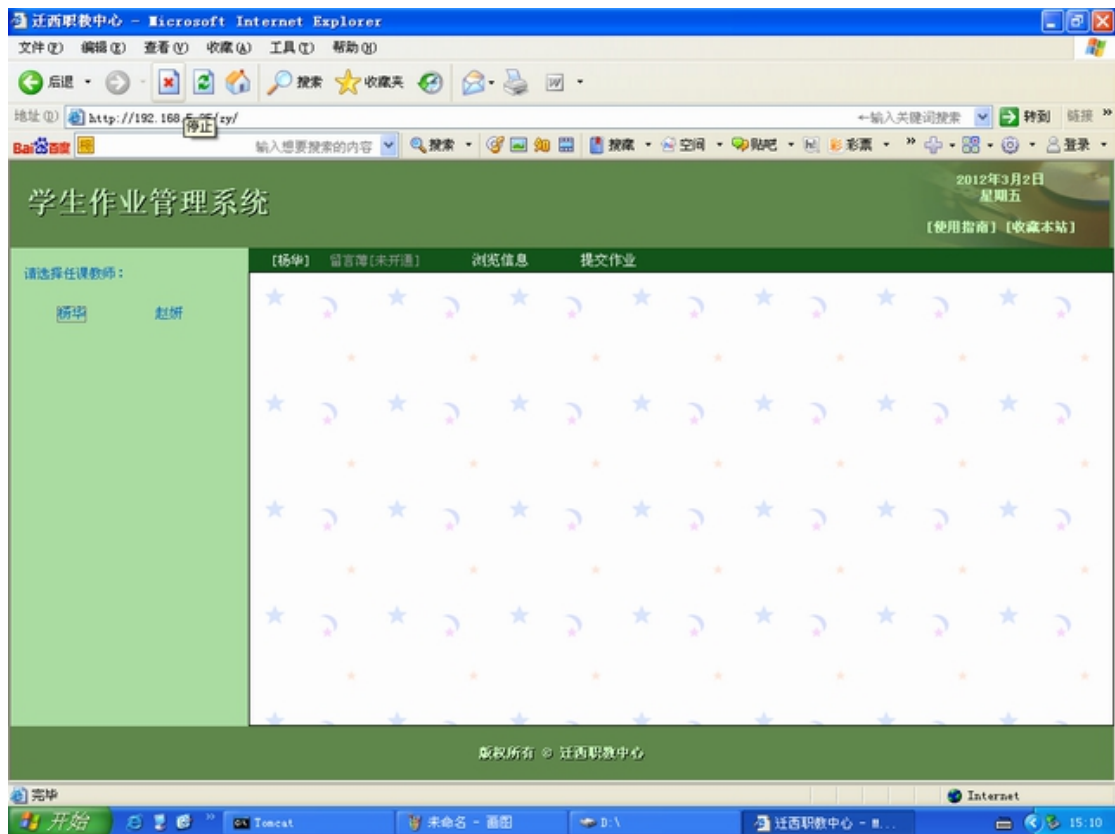 迁西职教中心 - Microsoft Internet Explorer
文件(F) 编辑(E) 查看(V) 收藏(A) 工具(T) 帮助(H)
后退 搜索 收藏夹
地址(D) http://192.168 /zy/ ←输入关键词搜索 转到 链接 »
停止
Bai 百度 输入想要搜索的内容 搜索 搜藏 空间 贴吧 彩票 » 登录
学生作业管理系统
2012年3月2日
星期五
[使用指南] [收藏本站]
[杨华] 留言薄[未开通] 浏览信息 提交作业
请选择任课教师：
杨华 赵妍
版权所有 © 迁西职教中心
完毕 Internet
开始 » Tomcat 未命名 - 画图 D:\ 迁西职教中心 - M... 15:10